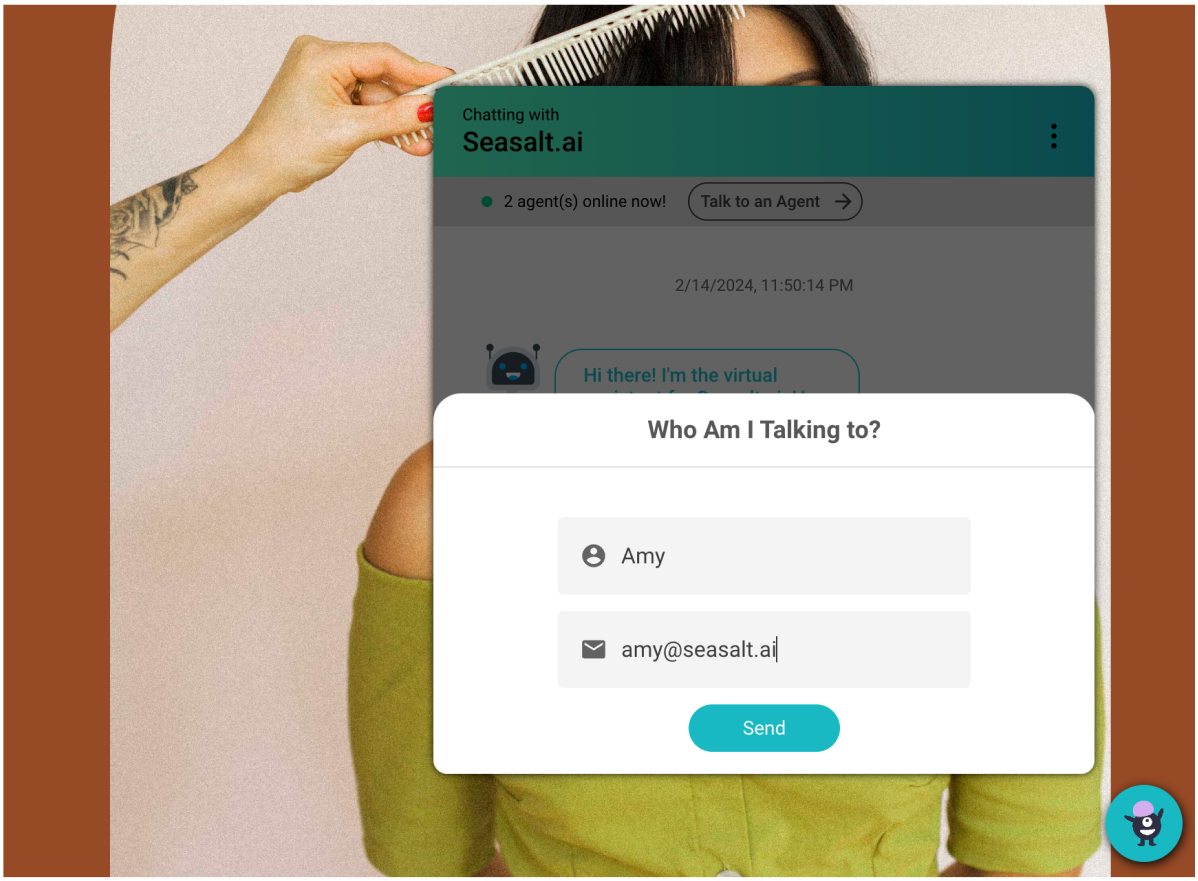 Chatting with
Seasalt.ai
2 agent(s) online now! Talk to an Agent →
2/14/2024, 11:50:14 PM
Hi there! I'm the virtual
Who Am I Talking to?
Amy
amy@seasalt.ai
Send